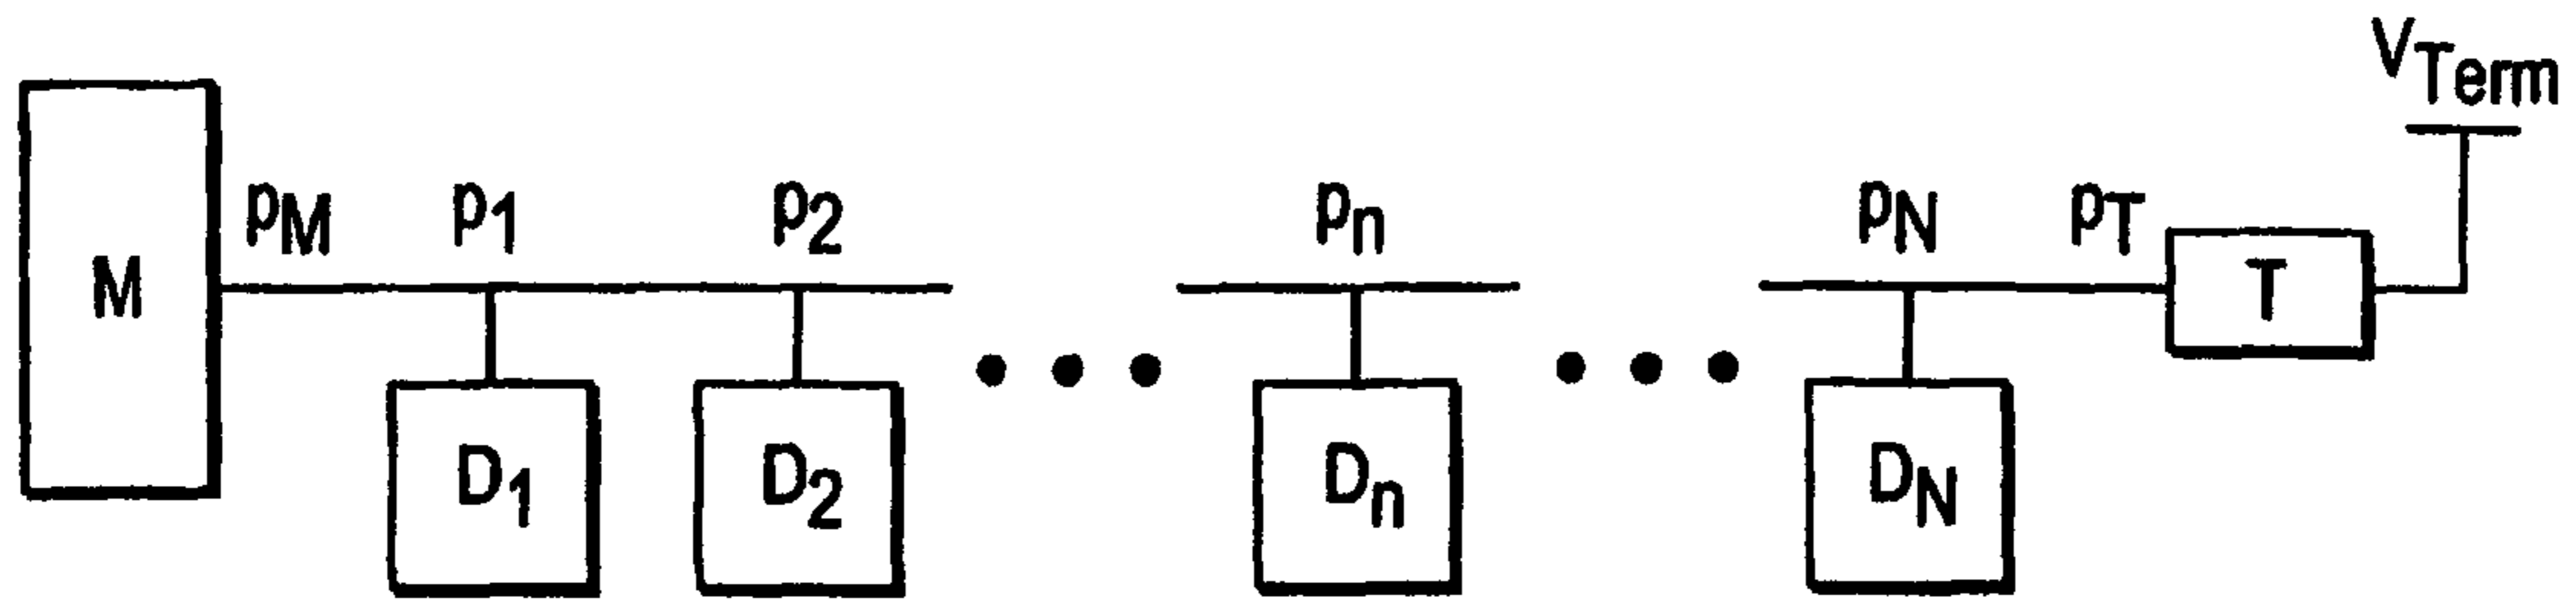 V_Term
p_M p_1 p_2 p_n p_N p_T
M T
D_1 D_2 D_n D_N